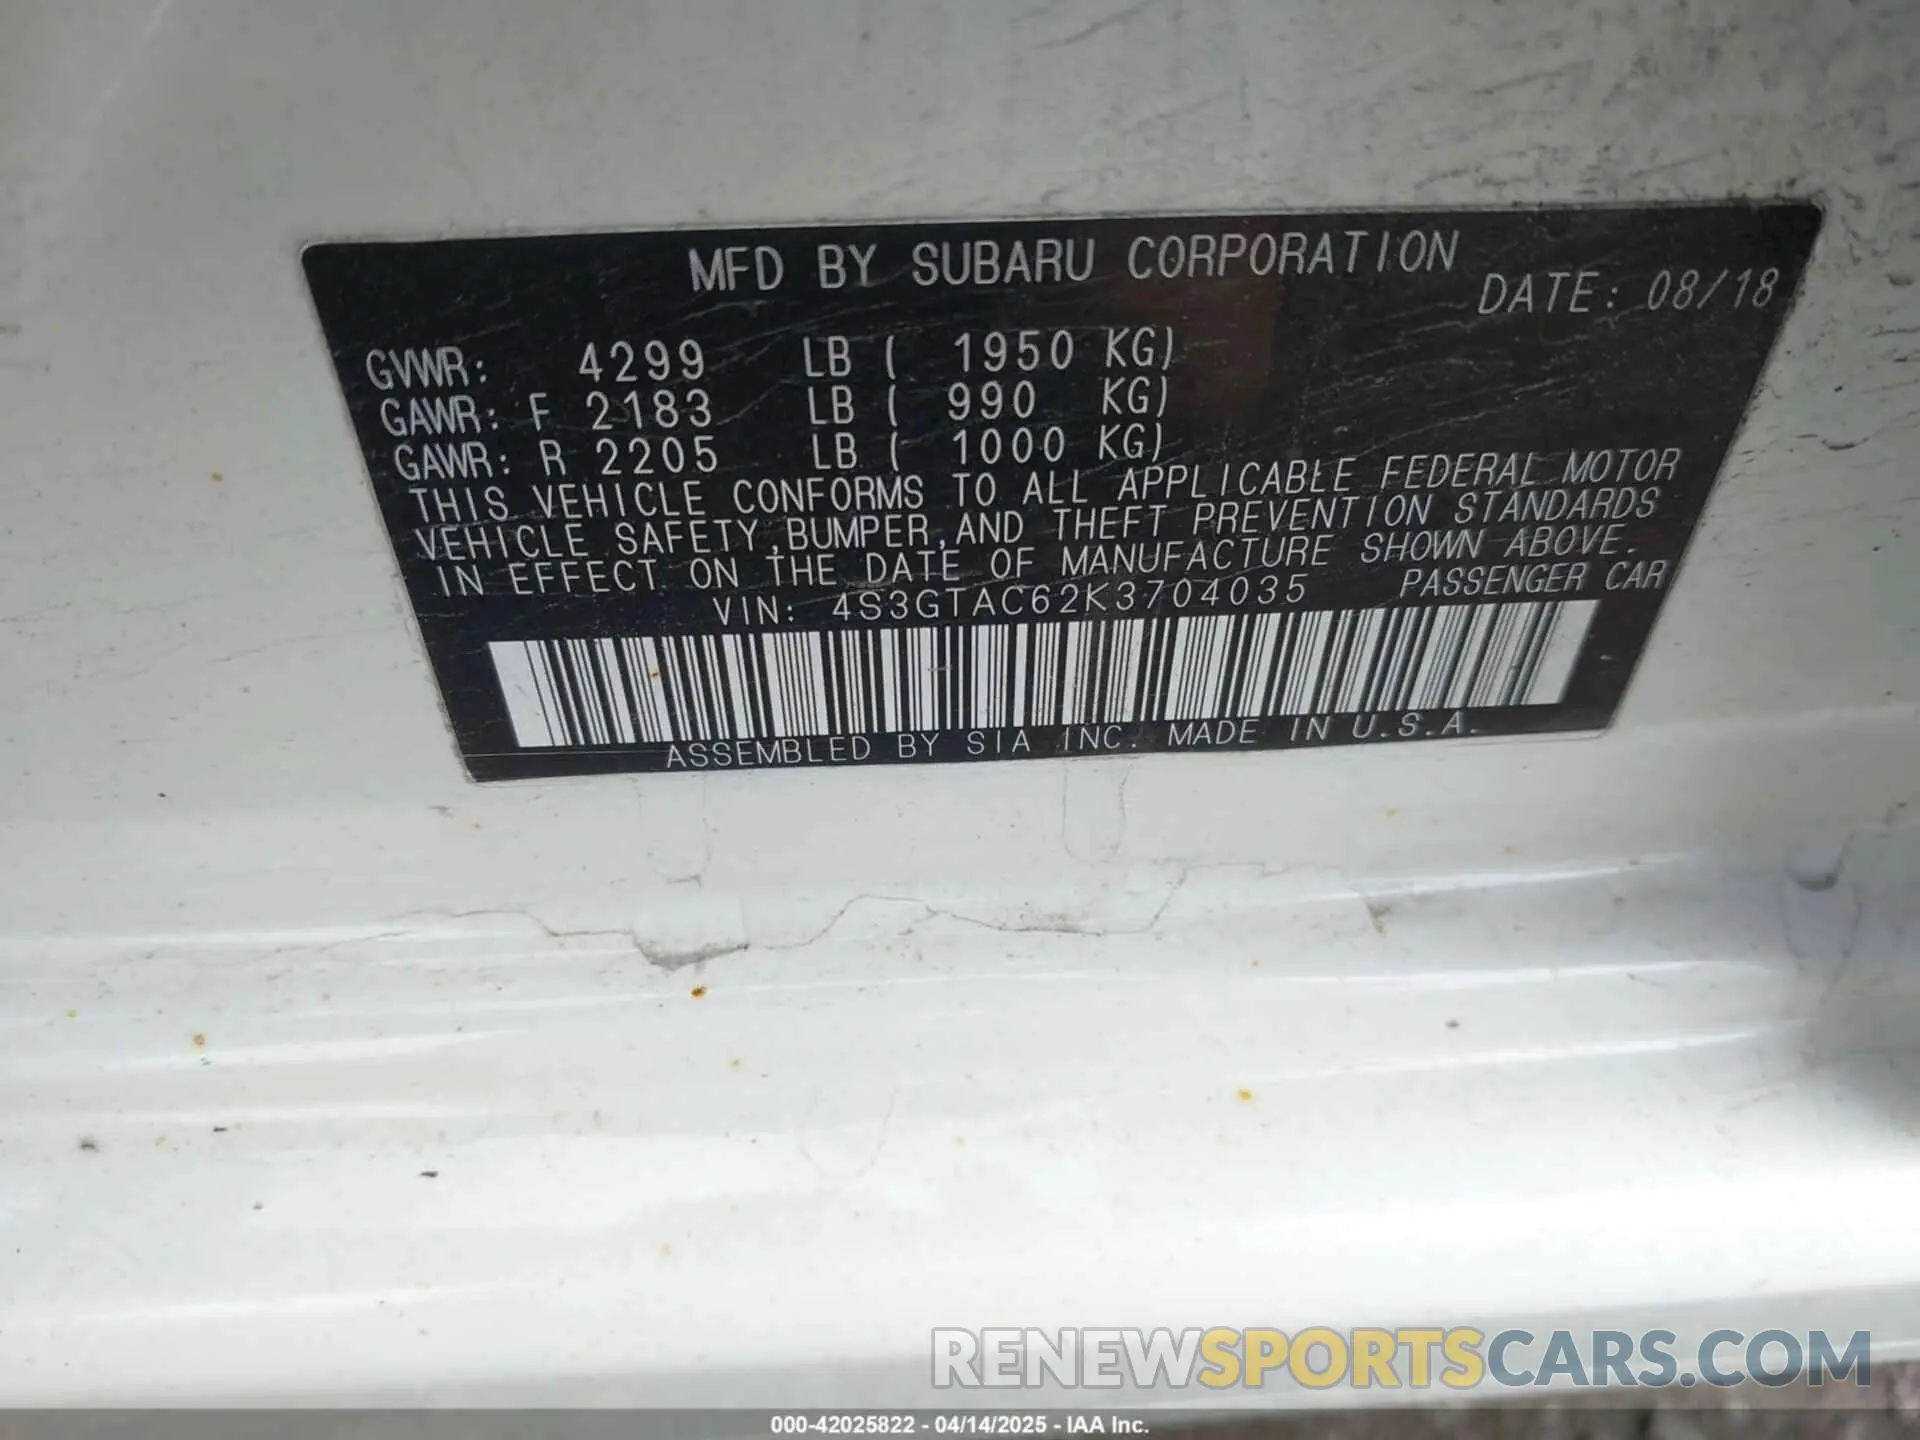 MFD BY SUBARU CORPORATION
DATE: 08/18
GVWR: 4299 LB ( 1950 KG)
GAWR: F 2183 LB ( 990 KG)
GAWR: R 2205 LB ( 1000 KG)
THIS VEHICLE CONFORMS TO ALL APPLICABLE FEDERAL MOTOR
VEHICLE SAFETY, BUMPER, AND THEFT PREVENTION STANDARDS
IN EFFECT ON THE DATE OF MANUFACTURE SHOWN ABOVE.
VIN: 4S3GTAC62K3704035 PASSENGER CAR
ASSEMBLED BY SIA INC. MADE IN U.S.A.
RENEWSPORTSCARS.COM
000-42025822 - 04/14/2025 - IAA Inc.